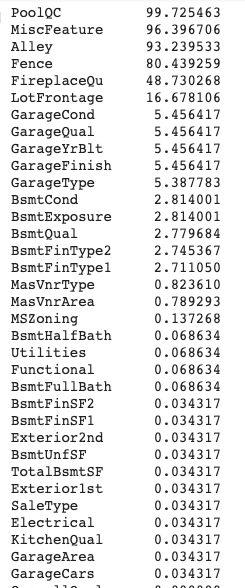 PoolQC 99.725463
MiscFeature 96.396706
Alley 93.239533
Fence 80.439259
FireplaceQu 48.730268
LotFrontage 16.678106
GarageCond 5.456417
GarageQual 5.456417
GarageYrBlt 5.456417
GarageFinish 5.456417
GarageType 5.387783
BsmtCond 2.814001
BsmtExposure 2.814001
BsmtQual 2.779684
BsmtFinType2 2.745367
BsmtFinType1 2.711050
MasVnrType 0.823610
MasVnrArea 0.789293
MSZoning 0.137268
BsmtHalfBath 0.068634
Utilities 0.068634
Functional 0.068634
BsmtFullBath 0.068634
BsmtFinSF2 0.034317
BsmtFinSF1 0.034317
Exterior2nd 0.034317
BsmtUnfSF 0.034317
TotalBsmtSF 0.034317
Exterior1st 0.034317
SaleType 0.034317
Electrical 0.034317
KitchenQual 0.034317
GarageArea 0.034317
GarageCars 0.034317